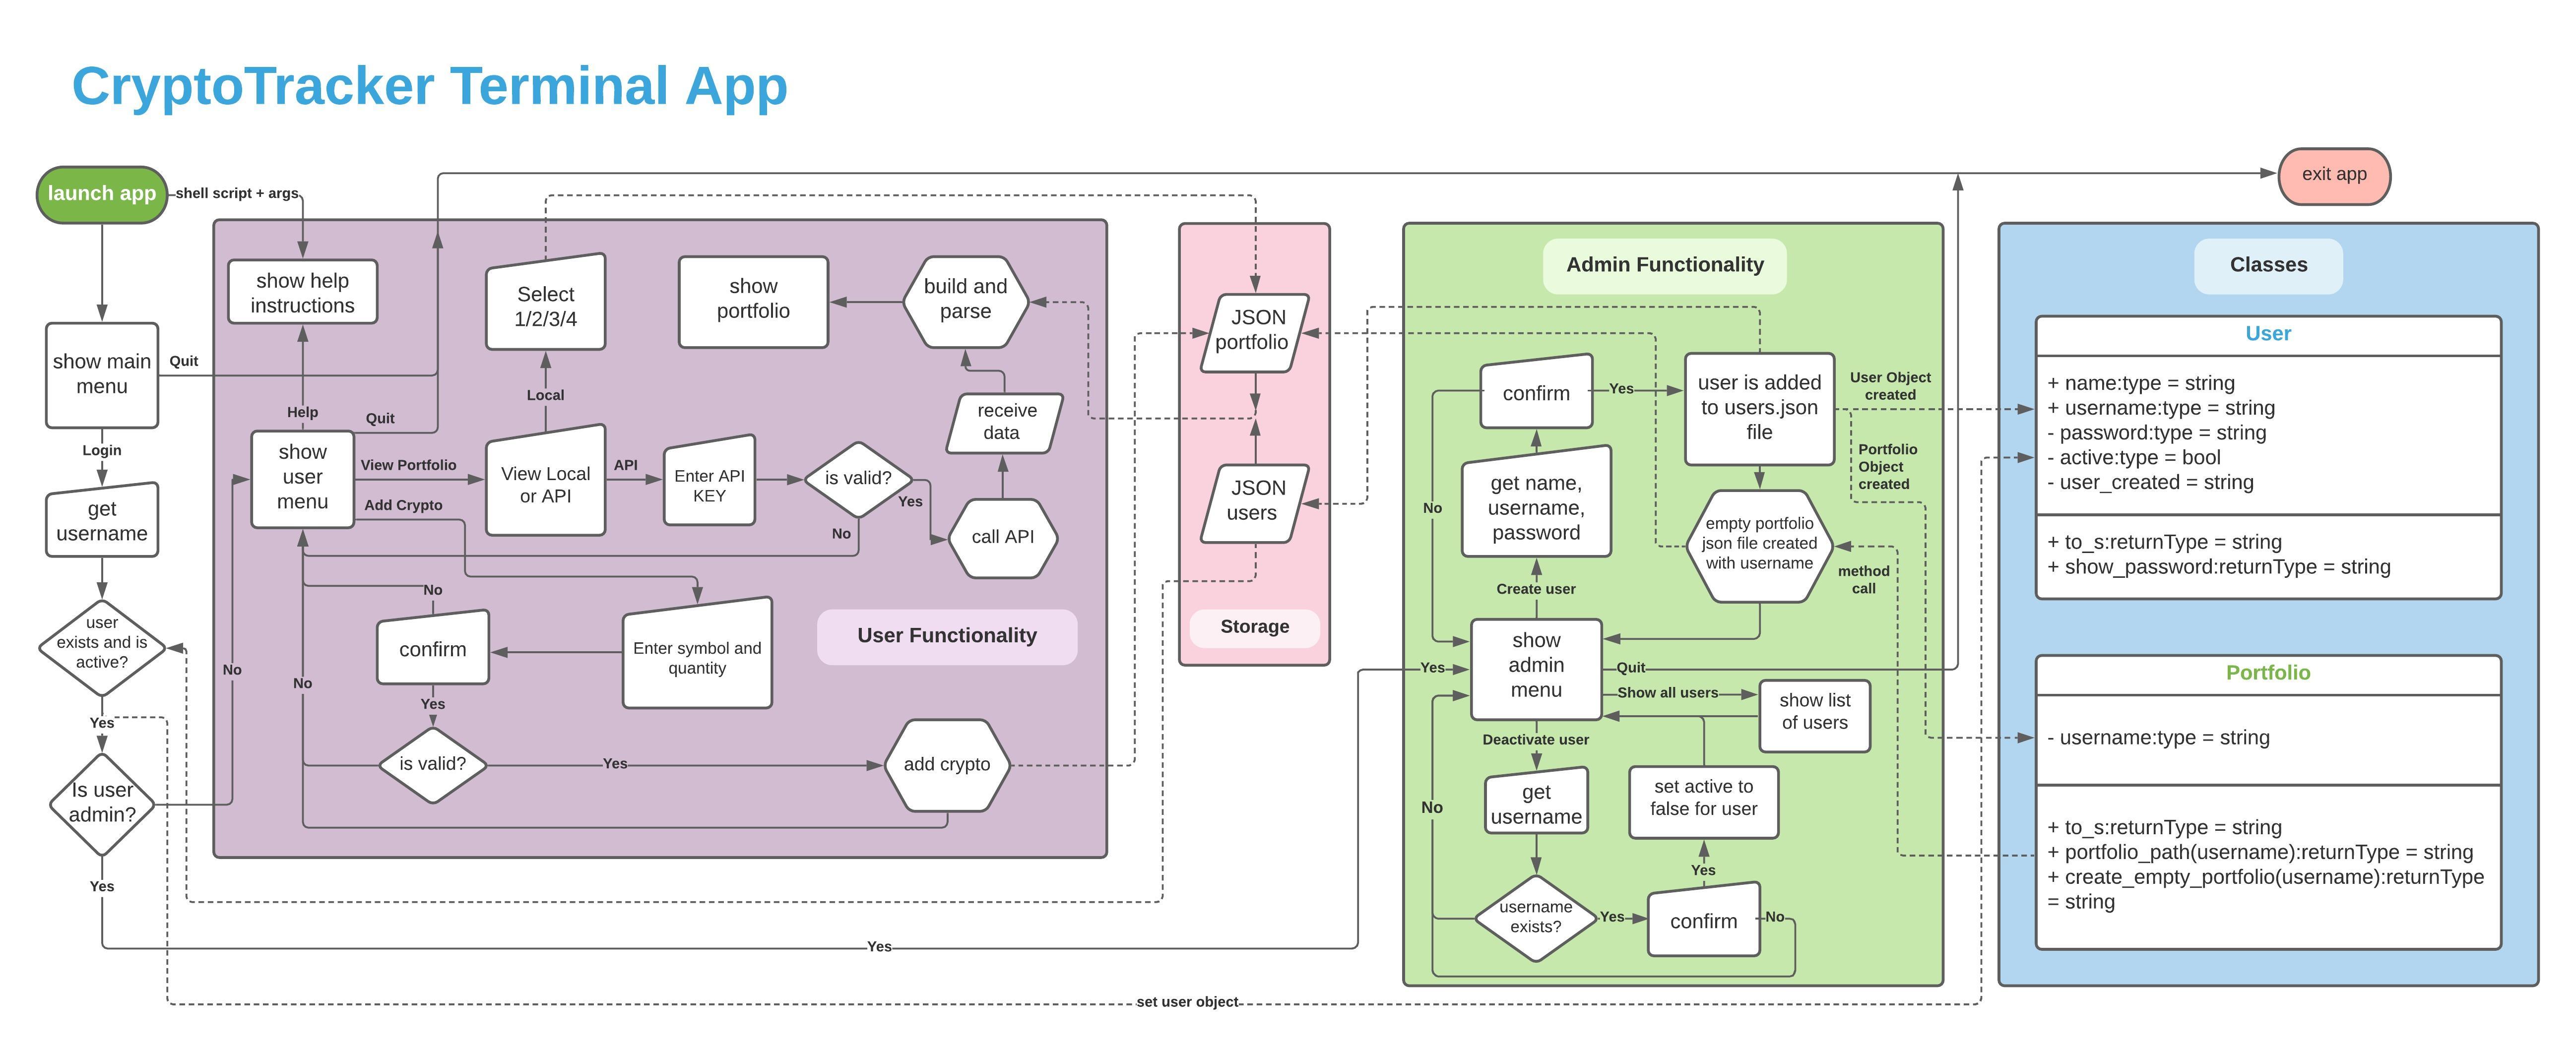 CryptoTracker Terminal App
launch app
shell script + args
exit app
show main
menu
Quit
Login
get
username
user
exists and is
active?
Yes
Is user
admin?
No
Yes
Yes
set user object
show help
instructions
Help
Quit
show
user
menu
View Portfolio
Add Crypto
Select
1/2/3/4
Local
View Local
or API
API
Enter API
KEY
is valid?
Yes
No
call API
receive
data
build and
parse
show
portfolio
No
confirm
Yes
Enter symbol and
quantity
User Functionality
No
is valid?
Yes
add crypto
JSON
portfolio
JSON
users
Storage
Admin Functionality
confirm
Yes
user is added
to users.json
file
User Object
created
Portfolio
Object
created
No
get name,
username,
password
empty portfolio
json file created
with username
method
call
Create user
show
admin
menu
Yes
Quit
Show all users
show list
of users
Deactivate user
get
username
set active to
false for user
No
Yes
username
exists?
Yes
confirm
No
Classes
User
+ name:type = string
+ username:type = string
- password:type = string
- active:type = bool
- user_created = string
+ to_s:returnType = string
+ show_password:returnType = string
Portfolio
- username:type = string
+ to_s:returnType = string
+ portfolio_path(username):returnType = string
+ create_empty_portfolio(username):returnType
= string